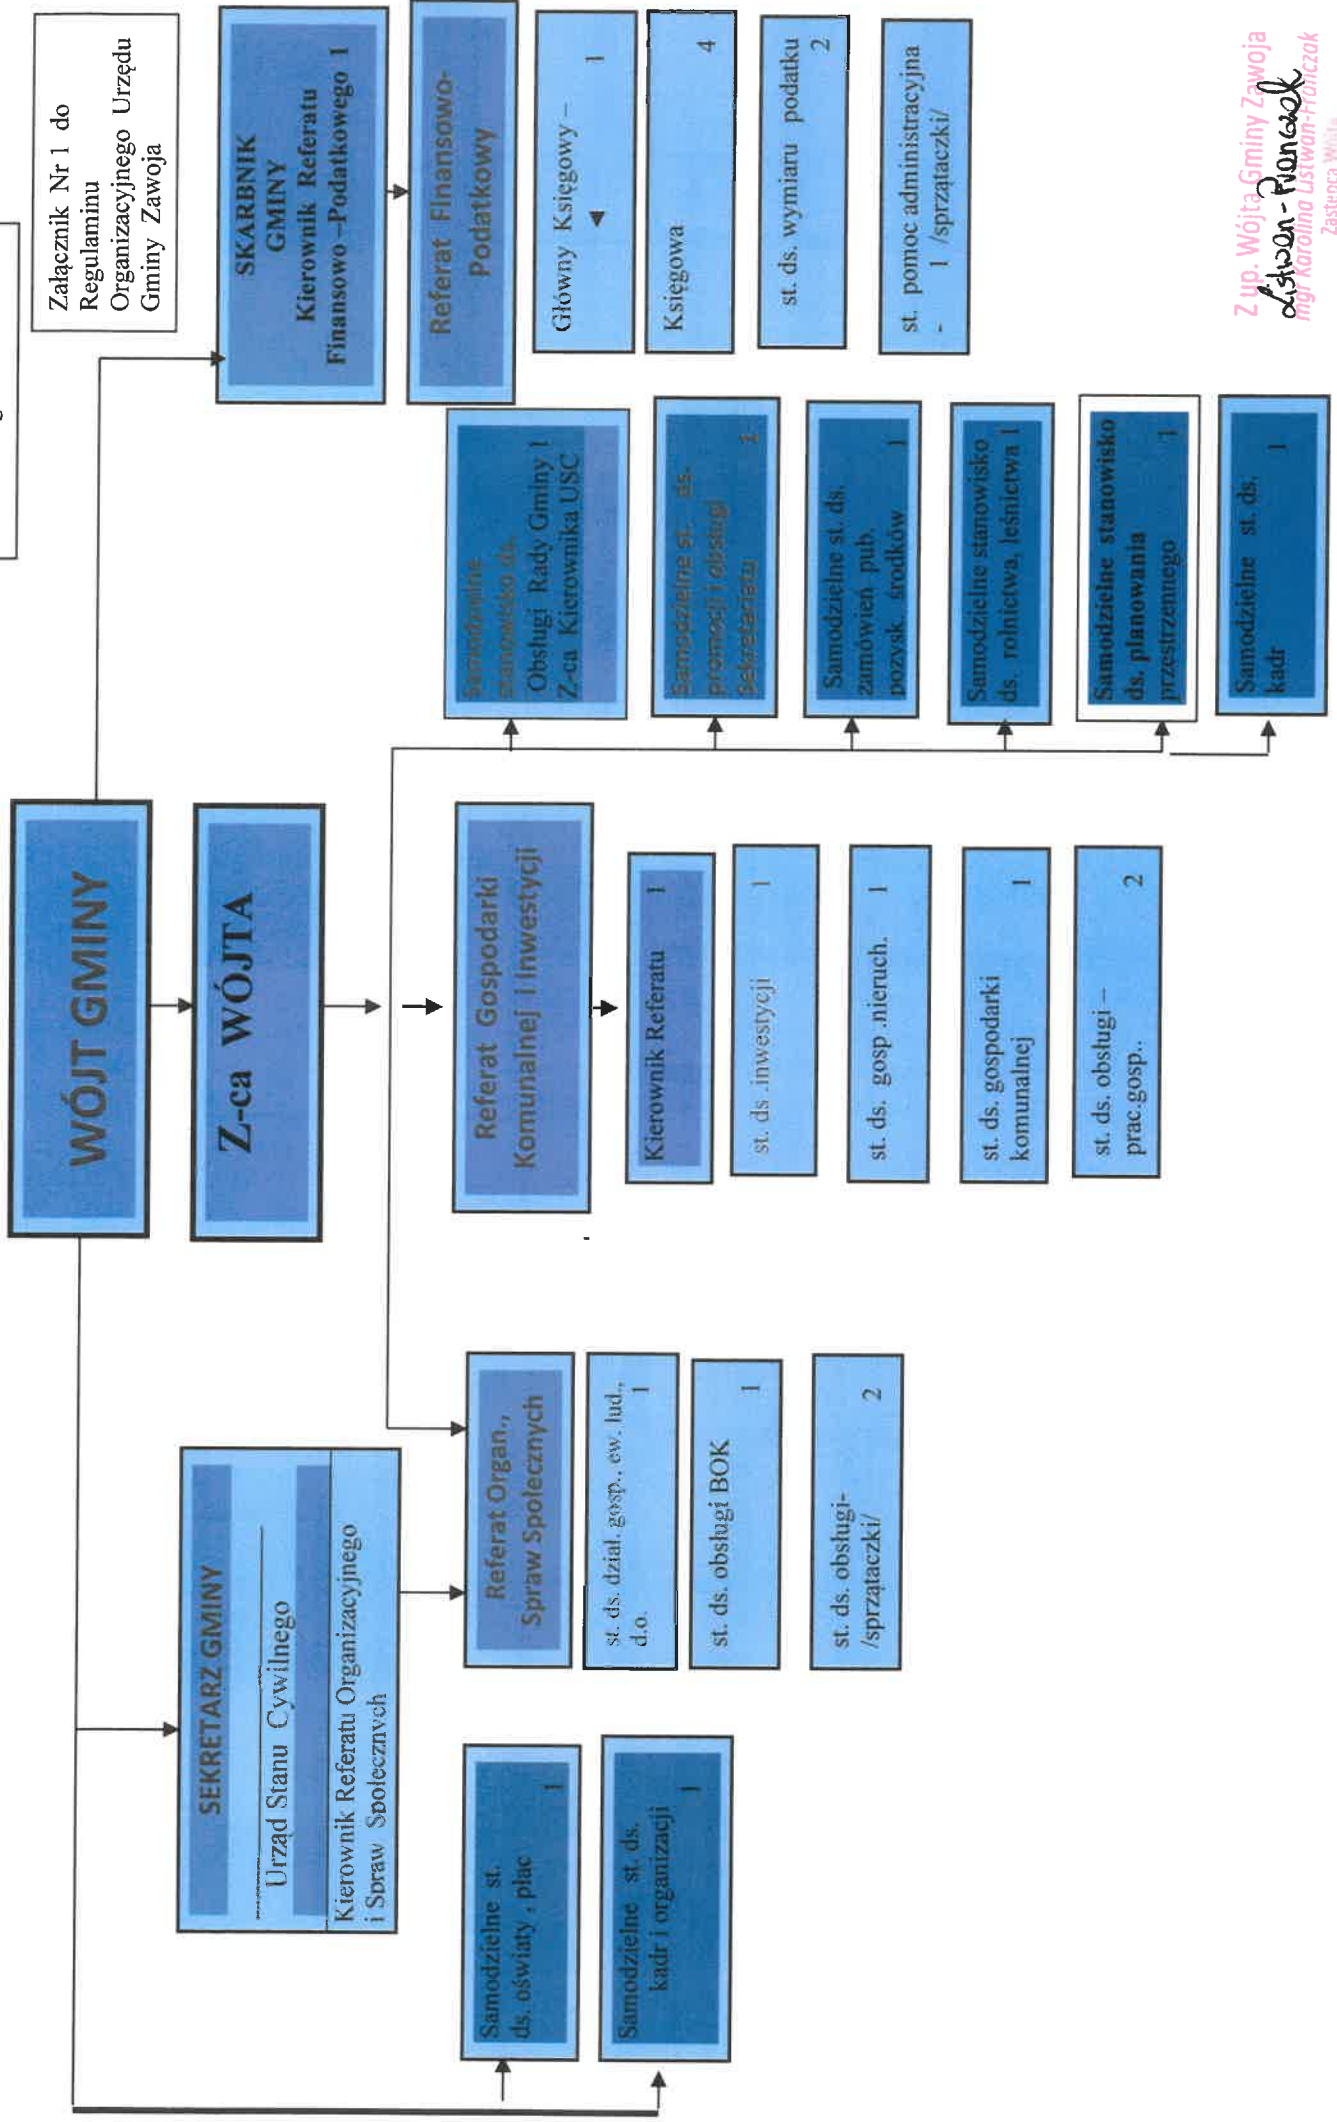 Załącznik Nr 1 do
Regulaminu
Organizacyjnego Urzędu
Gminy Zawoja
WÓJT GMINY
Z-ca WÓJTA
SEKRETARZ GMINY
Urząd Stanu Cywilnego
Kierownik Referatu Organizacyjnego
i Spraw Społecznych
SKARBNIK
GMINY
Kierownik Referatu
Finansowo –Podatkowego 1
Referat Finansowo-
Podatkowy
Główny Księgowy –
1
Księgowa 4
st. ds. wymiaru podatku
2
st. pomoc administracyjna
- 1 /sprzątaczki/
Samodzielne st.
ds. oświaty , płac 1
Samodzielne st. ds.
kadr i organizacji
1
Referat Organ.,
Spraw Społecznych
st. ds. dział. gosp., ew. lud.,
d.o. 1
st. ds. obsługi BOK
1
st. ds. obsługi-
/sprzątaczki/ 2
Referat Gospodarki
Komunalnej i Inwestycji
Kierownik Referatu 1
st. ds .inwestycji 1
st. ds. gosp .nieruch. 1
st. ds. gospodarki
komunalnej 1
st. ds. obsługi –
prac.gosp.. 2
Samodzielne
stanowisko ds.
Obsługi Rady Gminy 1
Z-ca Kierownika USC
Samodzielne st. ds.
promocji i obsługi
Sekretariatu 1
Samodzielne st. ds.
zamówień pub.
pozysk. środków 1
Samodzielne stanowisko
ds. rolnictwa, leśnictwa 1
Samodzielne stanowisko
ds. planowania
przestrzennego 1
Samodzielne st. ds.
kadr 1
Z up. Wójta Gminy Zawoja
mgr Karolina Listwan-Franczak
Zastępca Wójta